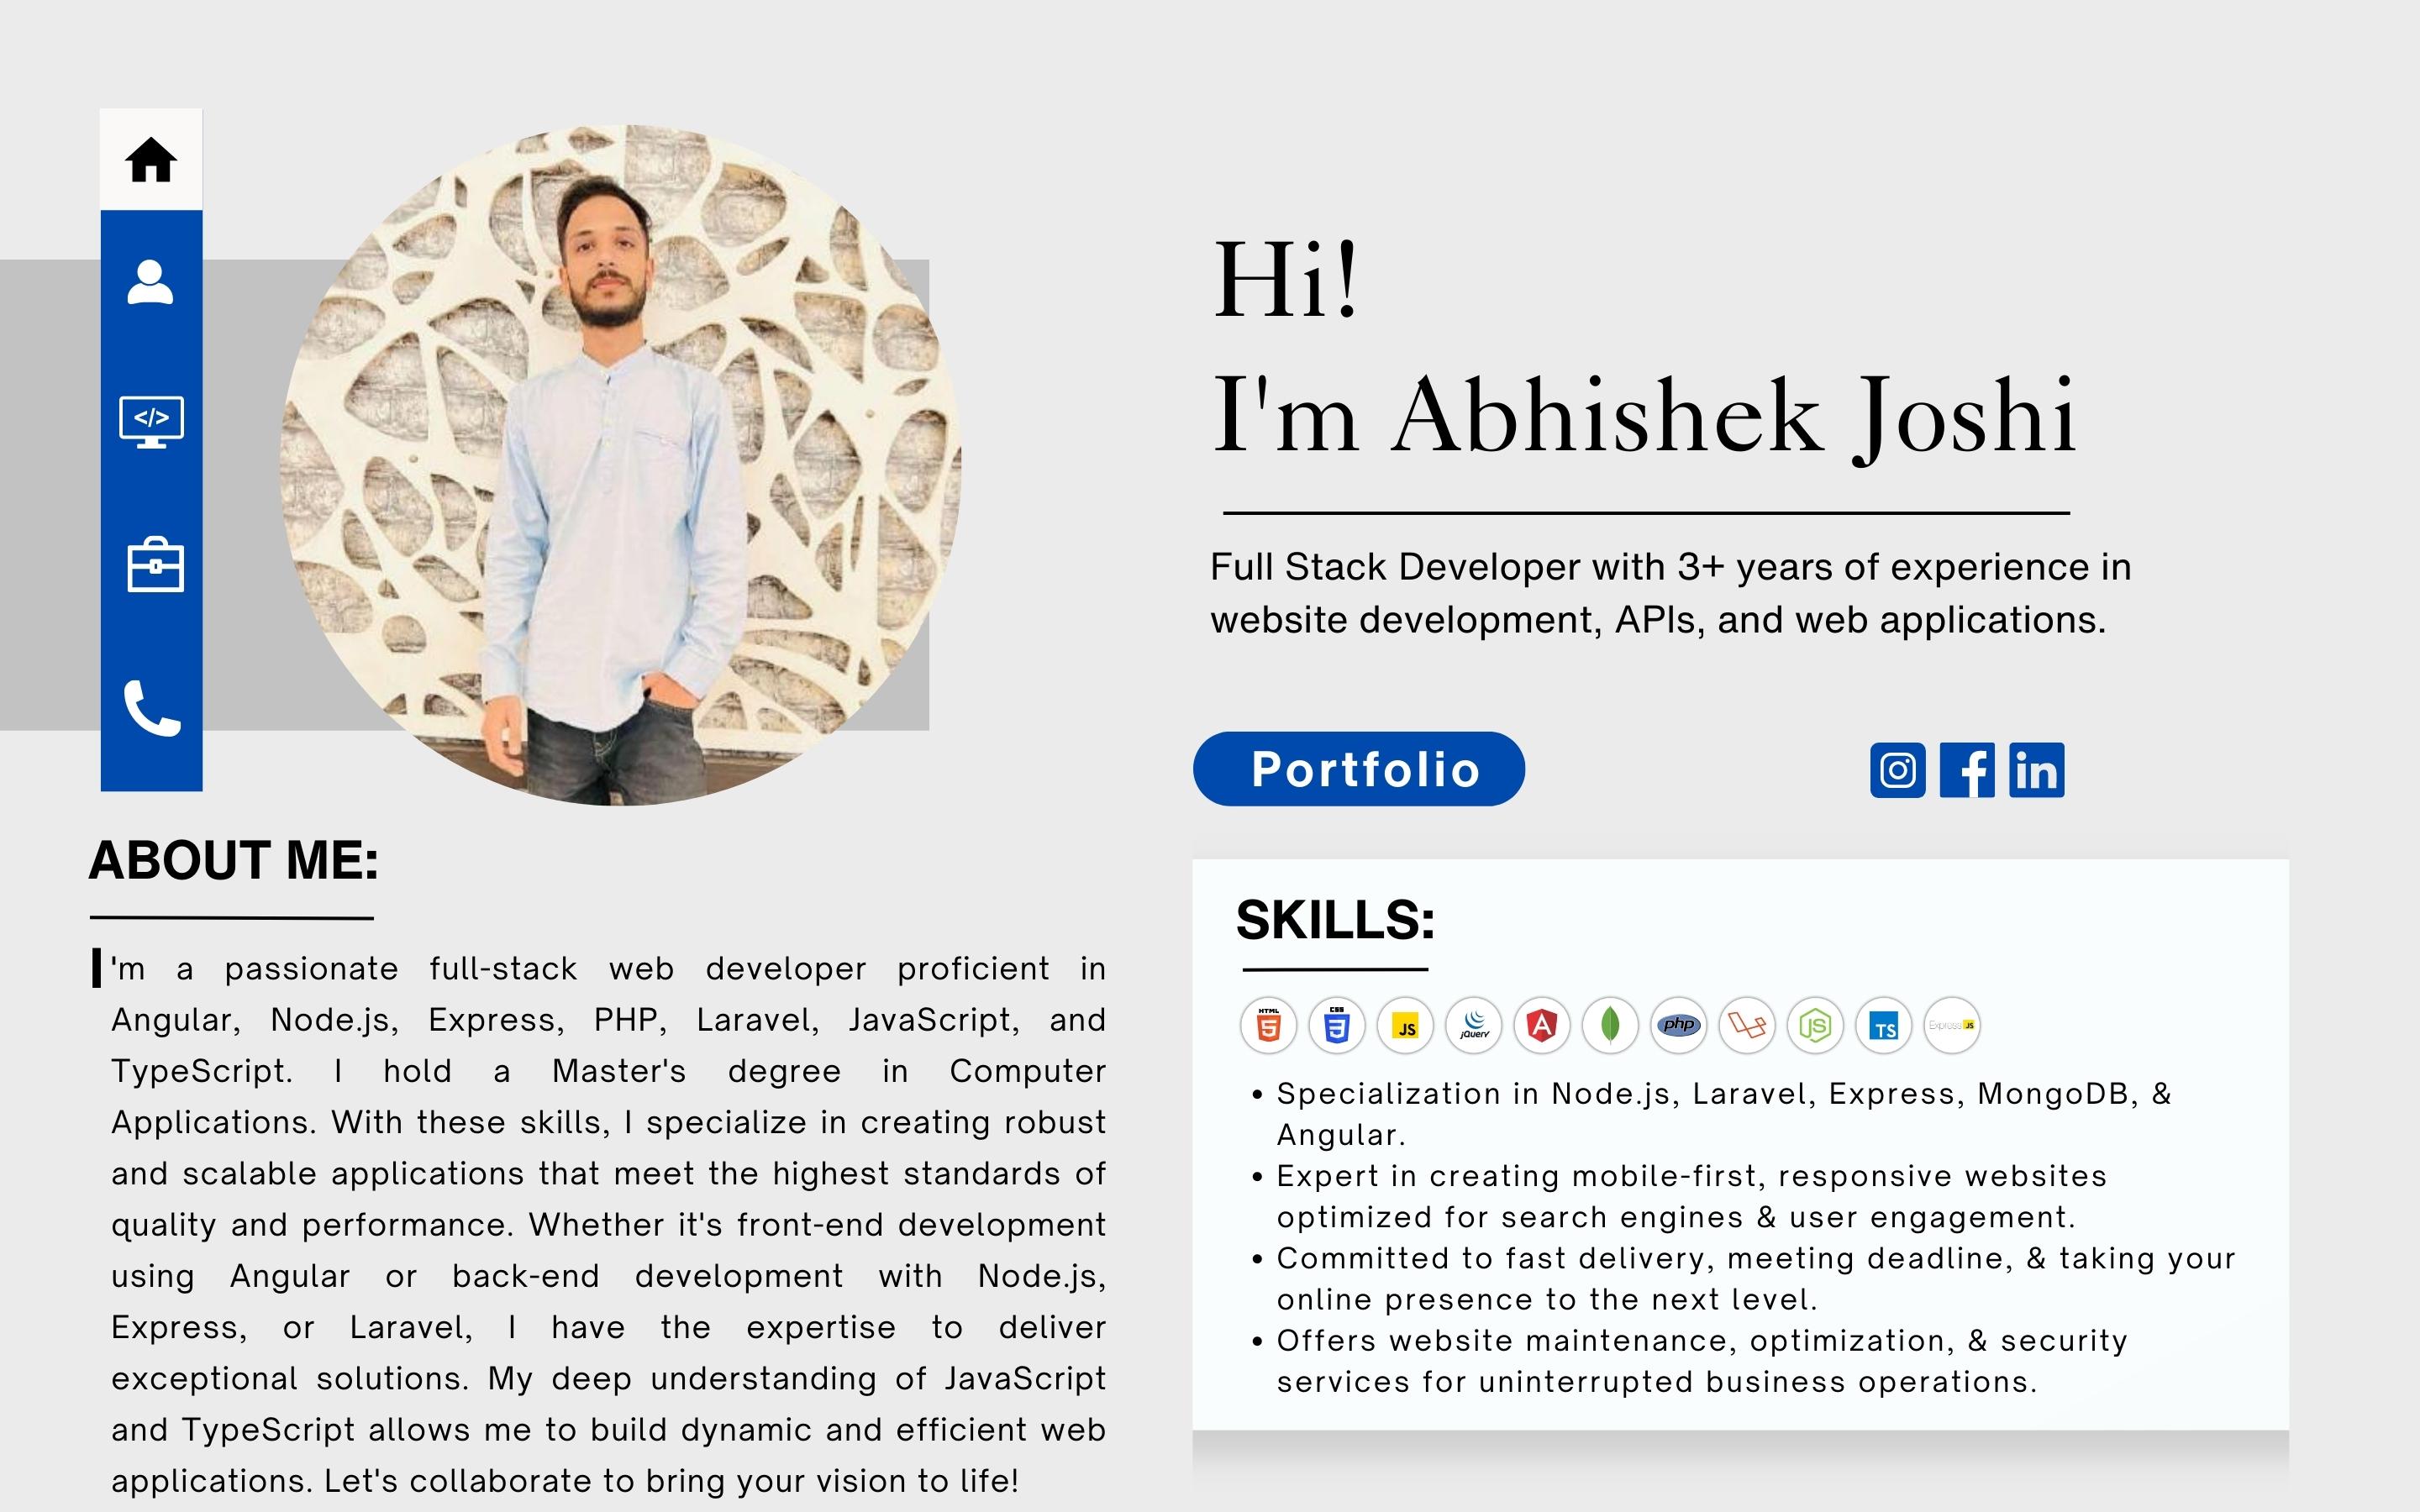 Hi!
I'm Abhishek Joshi
Full Stack Developer with 3+ years of experience in
website development, APIs, and web applications.
Portfolio
in
ABOUT ME:
I'm a passionate full-stack web developer proficient in
Angular, Node.js, Express, PHP, Laravel, JavaScript, and
TypeScript. I hold a Master's degree in Computer
Applications. With these skills, I specialize in creating robust
and scalable applications that meet the highest standards of
quality and performance. Whether it's front-end development
using Angular or back-end development with Node.js,
Express, or Laravel, I have the expertise to deliver
exceptional solutions. My deep understanding of JavaScript
and TypeScript allows me to build dynamic and efficient web
applications. Let's collaborate to bring your vision to life!
SKILLS:
HTML 5 CSS 3 JS jQuery A php JS TS Express JS
• Specialization in Node.js, Laravel, Express, MongoDB, &
Angular.
• Expert in creating mobile-first, responsive websites
optimized for search engines & user engagement.
• Committed to fast delivery, meeting deadline, & taking your
online presence to the next level.
• Offers website maintenance, optimization, & security
services for uninterrupted business operations.